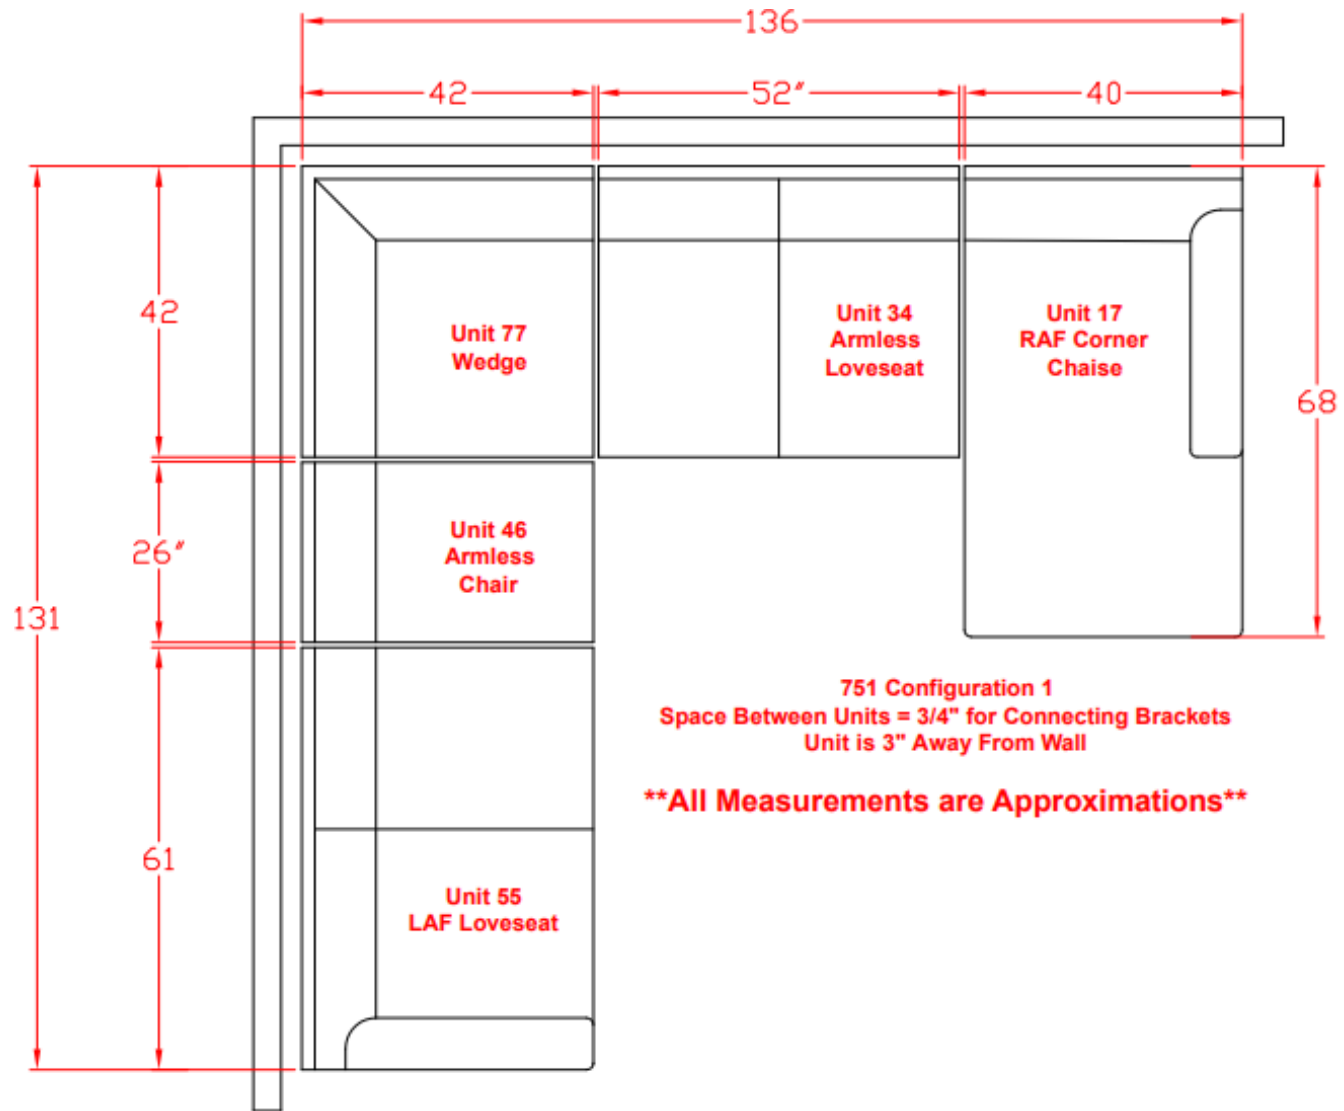 136
42
52"
40
42
Unit 77
Wedge
Unit 34
Armless
Loveseat
Unit 17
RAF Corner
Chaise
68
26"
Unit 46
Armless
Chair
131
751 Configuration 1
Space Between Units = 3/4" for Connecting Brackets
Unit is 3" Away From Wall
**All Measurements are Approximations**
61
Unit 55
LAF Loveseat